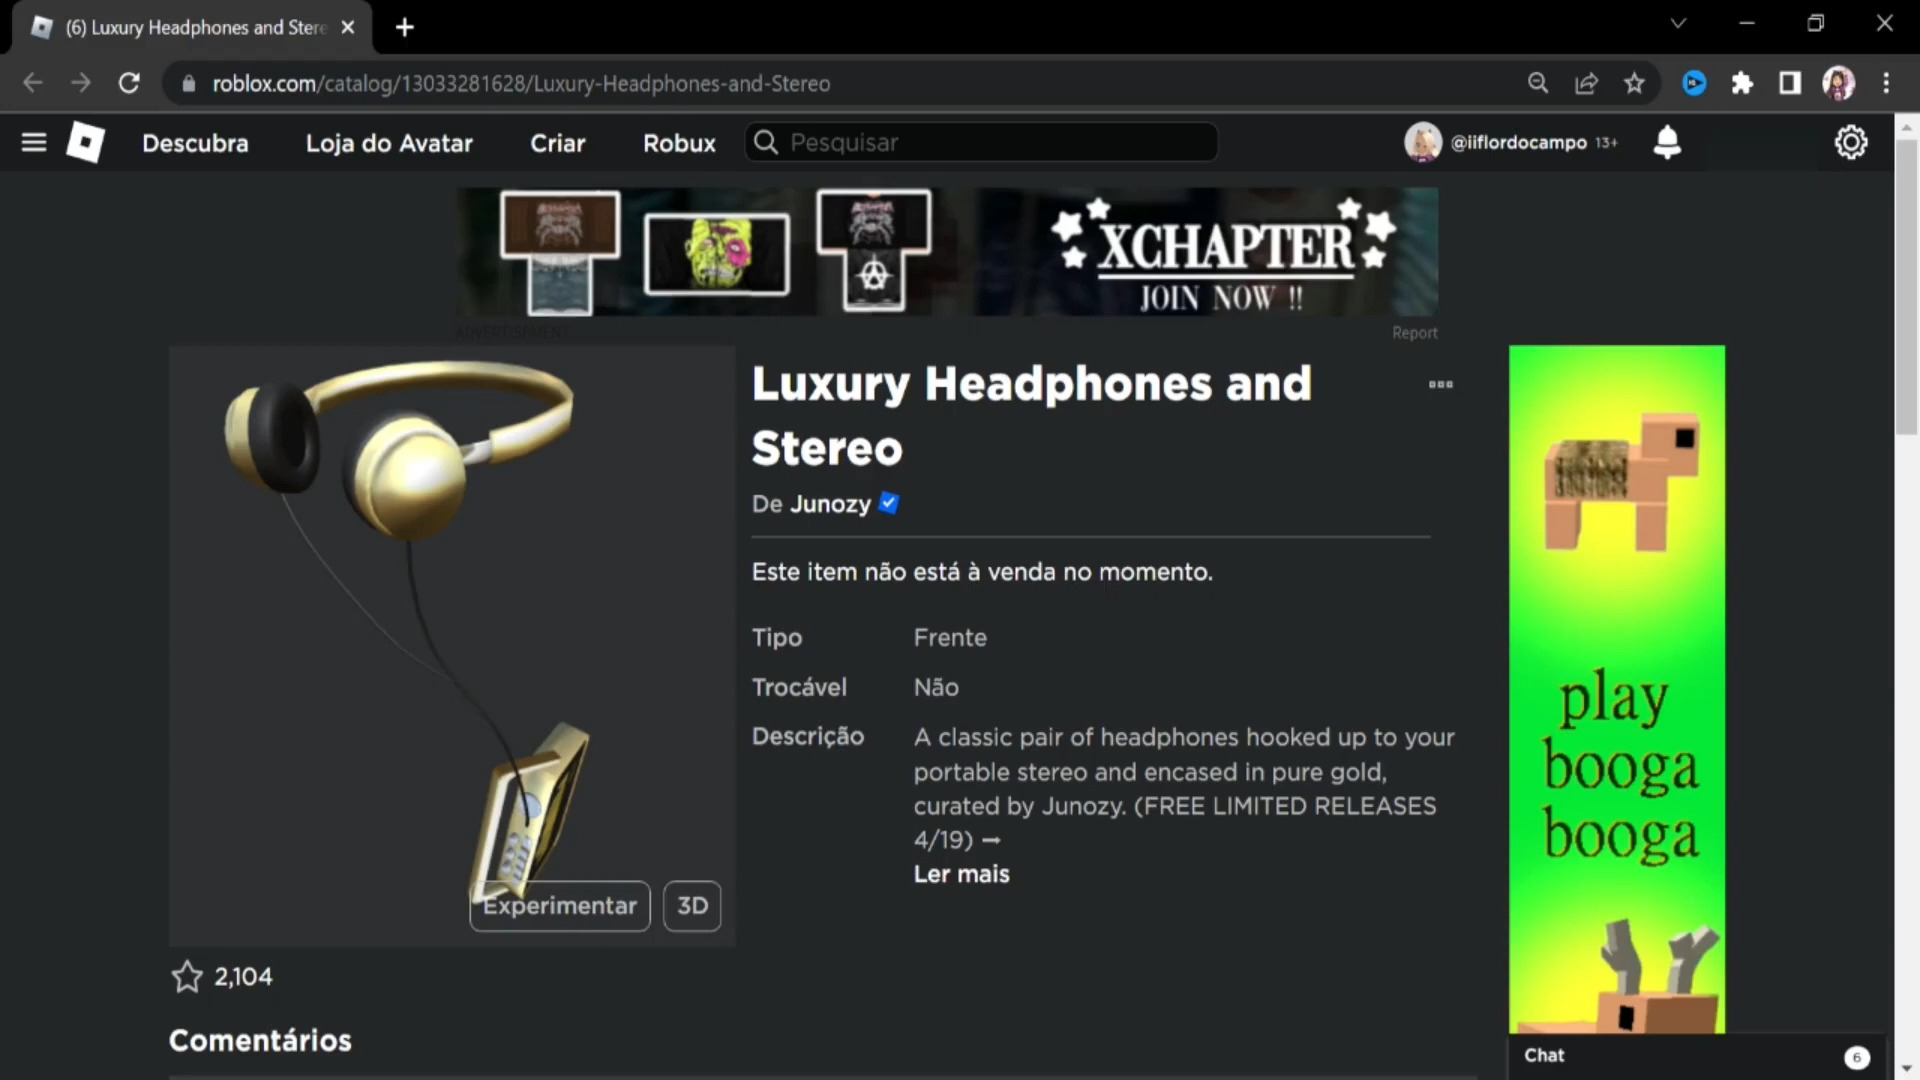 (6) Luxury Headphones and Stere
roblox.com/catalog/13033281628/Luxury-Headphones-and-Stereo
Descubra
Loja do Avatar
Criar
Robux
Pesquisar
@iiflordocampo 13+
XCHAPTER
JOIN NOW !!
ADVERTISEMENT
Report
Luxury Headphones and
Stereo
De Junozy
Este item não está à venda no momento.
Tipo Frente
Trocável Não
Descrição A classic pair of headphones hooked up to your
portable stereo and encased in pure gold,
curated by Junozy. (FREE LIMITED RELEASES
4/19) →
Ler mais
Experimentar
3D
2,104
Comentários
play
booga
booga
Chat
6